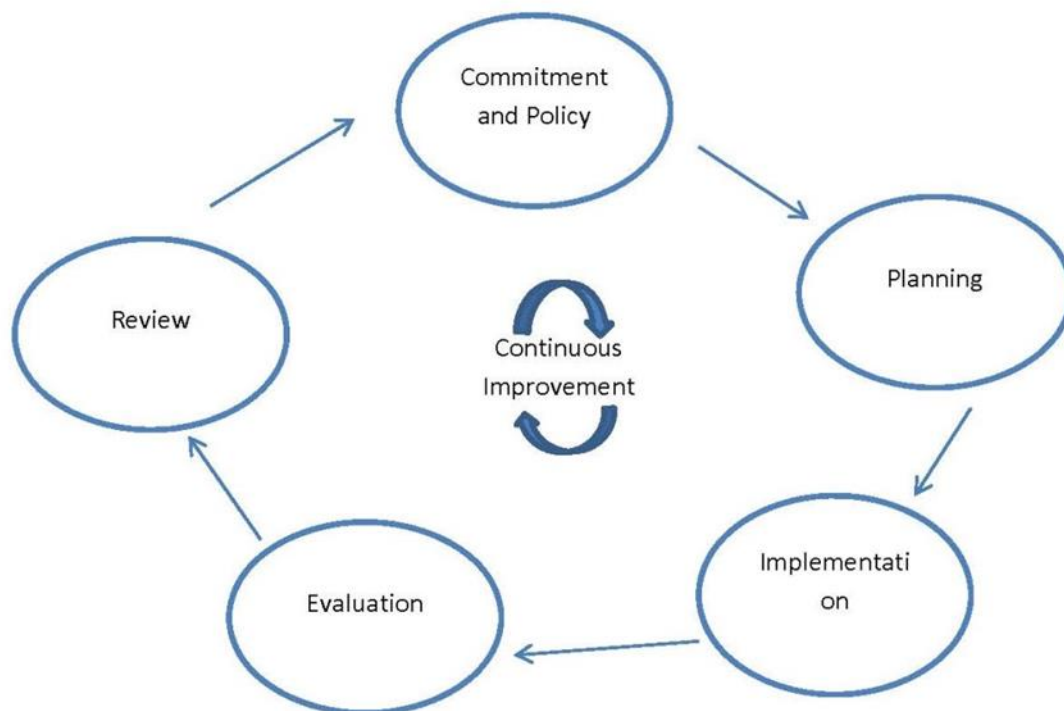 Commitment
and Policy
Planning
Implementati
on
Evaluation
Review
Continuous
Improvement